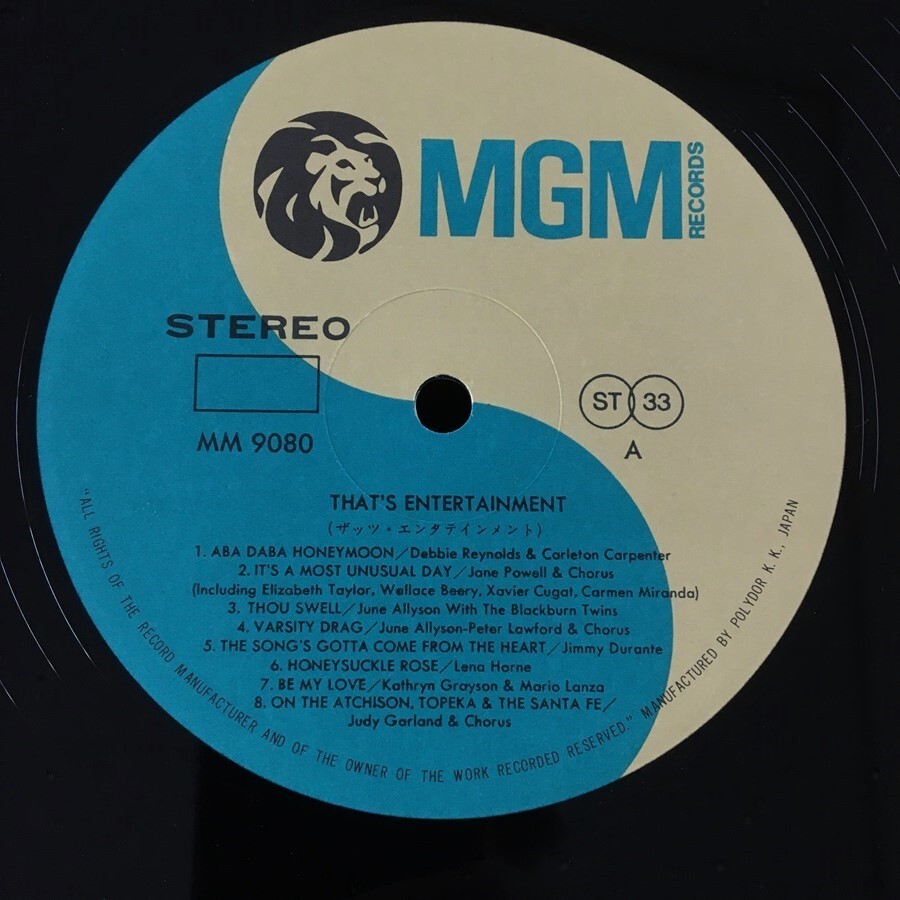 MGM
RECORDS
STEREO
MM 9080
ST 33
A
THAT'S ENTERTAINMENT
(ザッツ・エンタテインメント)
1. ABA DABA HONEYMOON/Debbie Reynolds & Carleton Carpenter
2. IT'S A MOST UNUSUAL DAY/Jane Powell & Chorus
(Including Elizabeth Taylor, Wallace Beery, Xavier Cugat, Carmen Miranda)
3. THOU SWELL/June Allyson With The Blackburn Twins
4. VARSITY DRAG/June Allyson-Peter Lawford & Chorus
5. THE SONG'S GOTTA COME FROM THE HEART/Jimmy Durante
6. HONEYSUCKLE ROSE/Lena Horne
7. BE MY LOVE/Kathryn Grayson & Mario Lanza
8. ON THE ATCHISON, TOPEKA & THE SANTA FE/
Judy Garland & Chorus
"ALL RIGHTS OF THE RECORD MANUFACTURER AND OF THE OWNER OF THE WORK RECORDED RESERVED." MANUFACTURED BY POLYDOR K.K., JAPAN